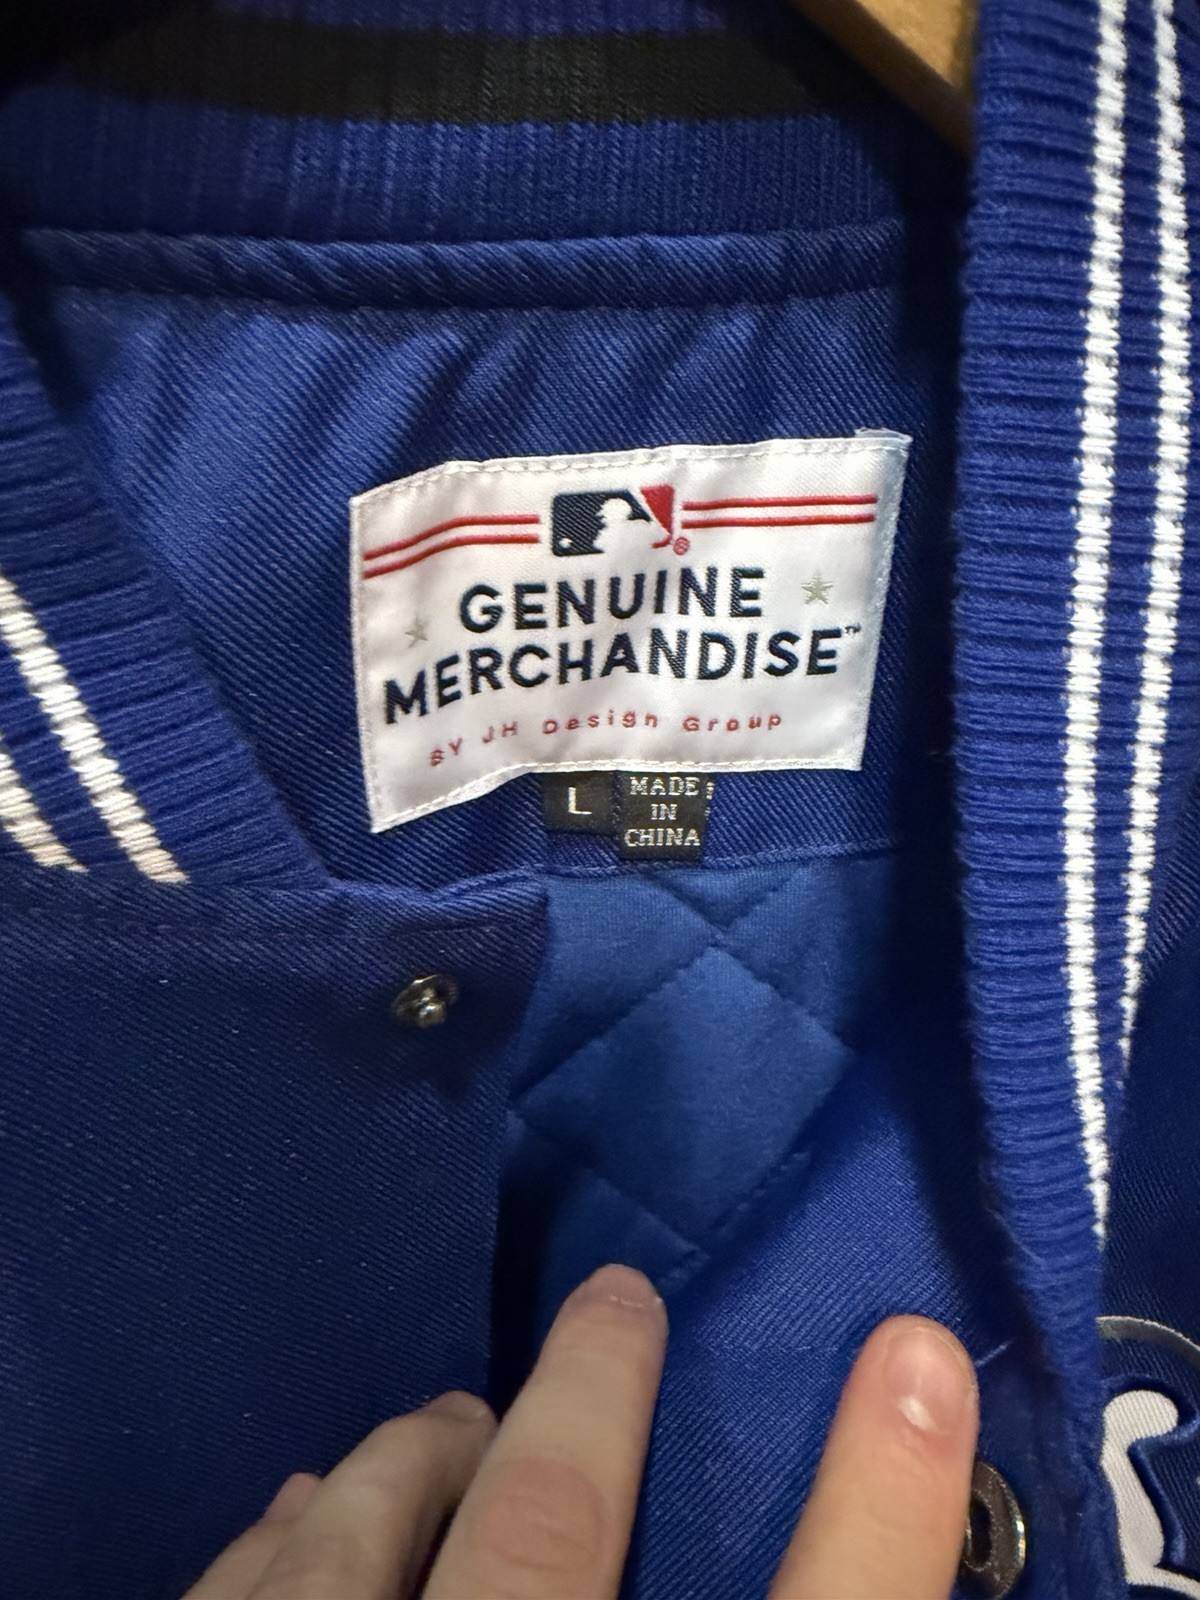 GENUINE
MERCHANDISE™
BY JH Design Group
L
MADE
IN
CHINA